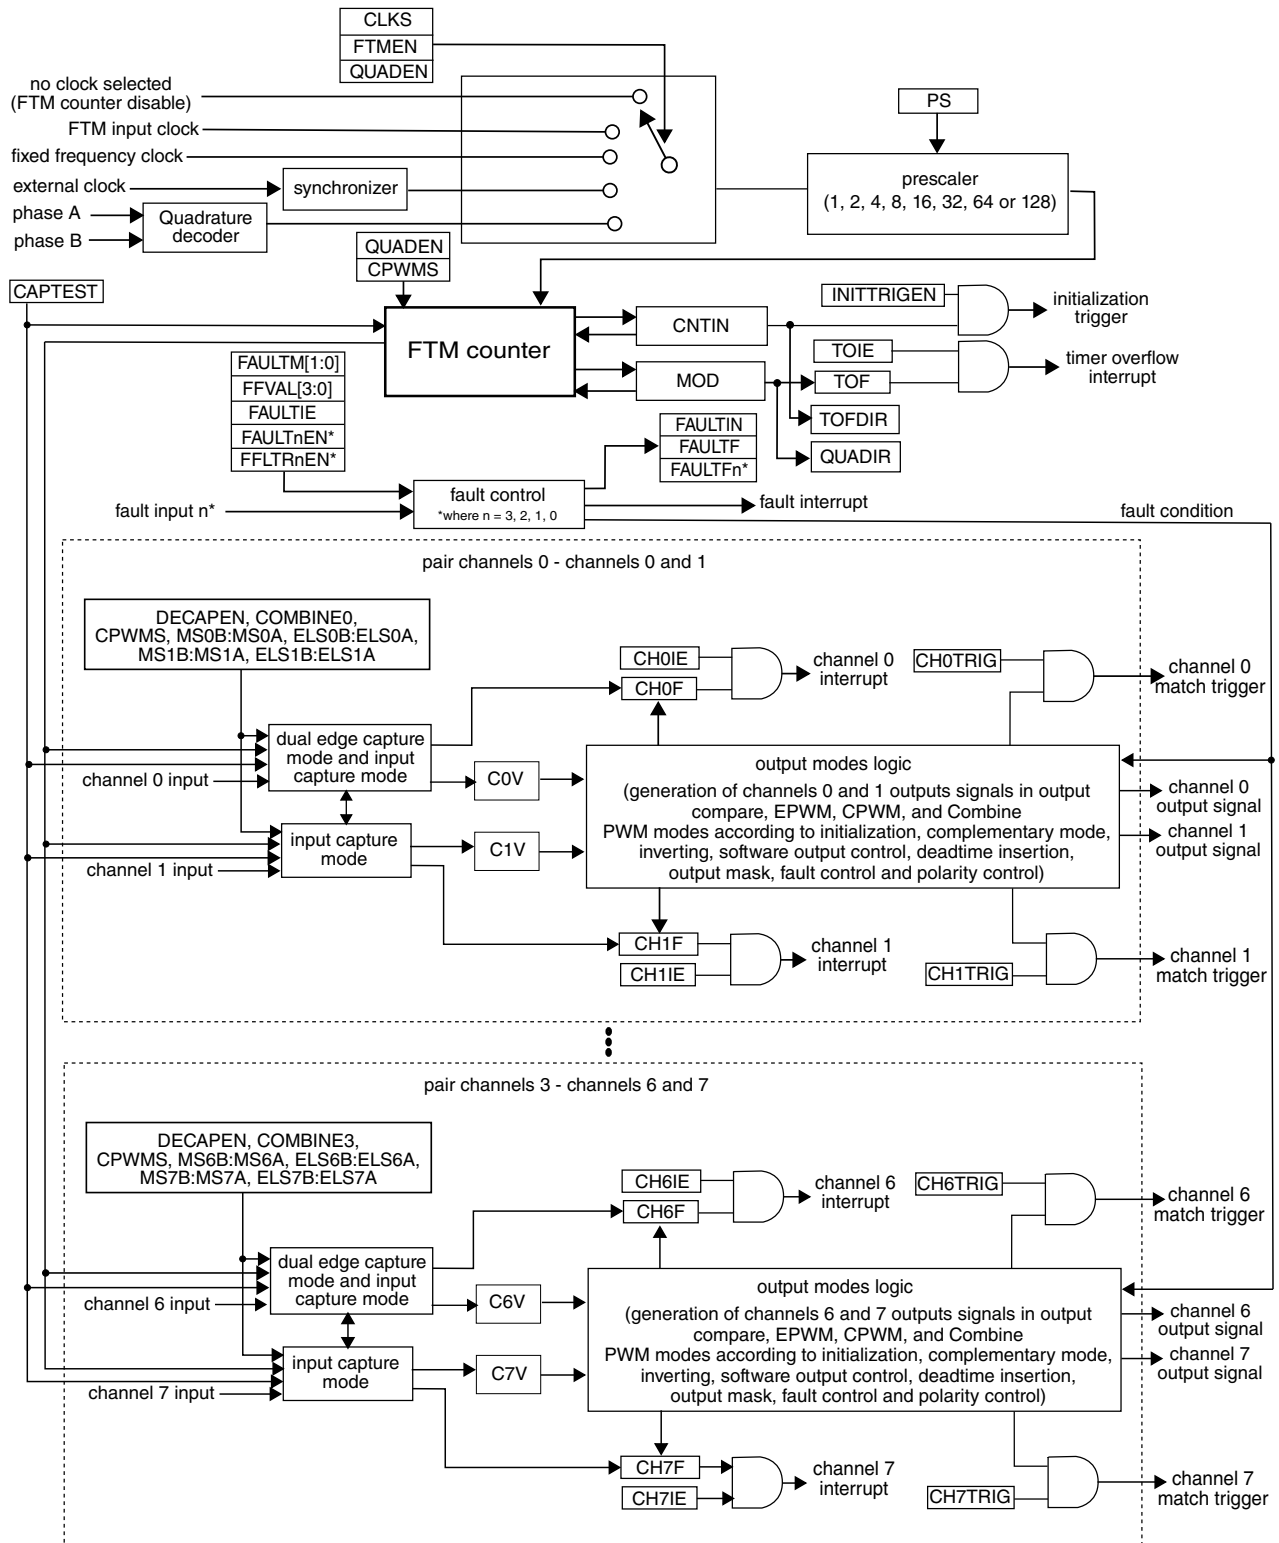 CLKS
FTMEN
QUADEN
no clock selected
(FTM counter disable)
FTM input clock
fixed frequency clock
external clock
synchronizer
phase A
phase B
Quadrature
decoder
PS
prescaler
(1, 2, 4, 8, 16, 32, 64 or 128)
QUADEN
CPWMS
CAPTEST
FTM counter
CNTIN
MOD
INITTRIGEN
initialization
trigger
TOIE
TOF
timer overflow
interrupt
TOFDIR
QUADIR
FAULTM[1:0]
FFVAL[3:0]
FAULTIE
FAULTnEN*
FFLTRnEN*
FAULTIN
FAULTF
FAULTFn*
fault input n*
fault control
*where n = 3, 2, 1, 0
fault interrupt
fault condition
pair channels 0 - channels 0 and 1
DECAPEN, COMBINE0,
CPWMS, MS0B:MS0A, ELS0B:ELS0A,
MS1B:MS1A, ELS1B:ELS1A
CH0IE
CH0F
channel 0
interrupt
CH0TRIG
channel 0
match trigger
dual edge capture
mode and input
capture mode
channel 0 input
C0V
input capture
mode
channel 1 input
C1V
output modes logic
(generation of channels 0 and 1 outputs signals in output
compare, EPWM, CPWM, and Combine
PWM modes according to initialization, complementary mode,
inverting, software output control, deadtime insertion,
output mask, fault control and polarity control)
channel 0
output signal
channel 1
output signal
CH1F
CH1IE
channel 1
interrupt
CH1TRIG
channel 1
match trigger
pair channels 3 - channels 6 and 7
DECAPEN, COMBINE3,
CPWMS, MS6B:MS6A, ELS6B:ELS6A,
MS7B:MS7A, ELS7B:ELS7A
CH6IE
CH6F
channel 6
interrupt
CH6TRIG
channel 6
match trigger
dual edge capture
mode and input
capture mode
channel 6 input
C6V
input capture
mode
channel 7 input
C7V
output modes logic
(generation of channels 6 and 7 outputs signals in output
compare, EPWM, CPWM, and Combine
PWM modes according to initialization, complementary mode,
inverting, software output control, deadtime insertion,
output mask, fault control and polarity control)
channel 6
output signal
channel 7
output signal
CH7F
CH7IE
channel 7
interrupt
CH7TRIG
channel 7
match trigger